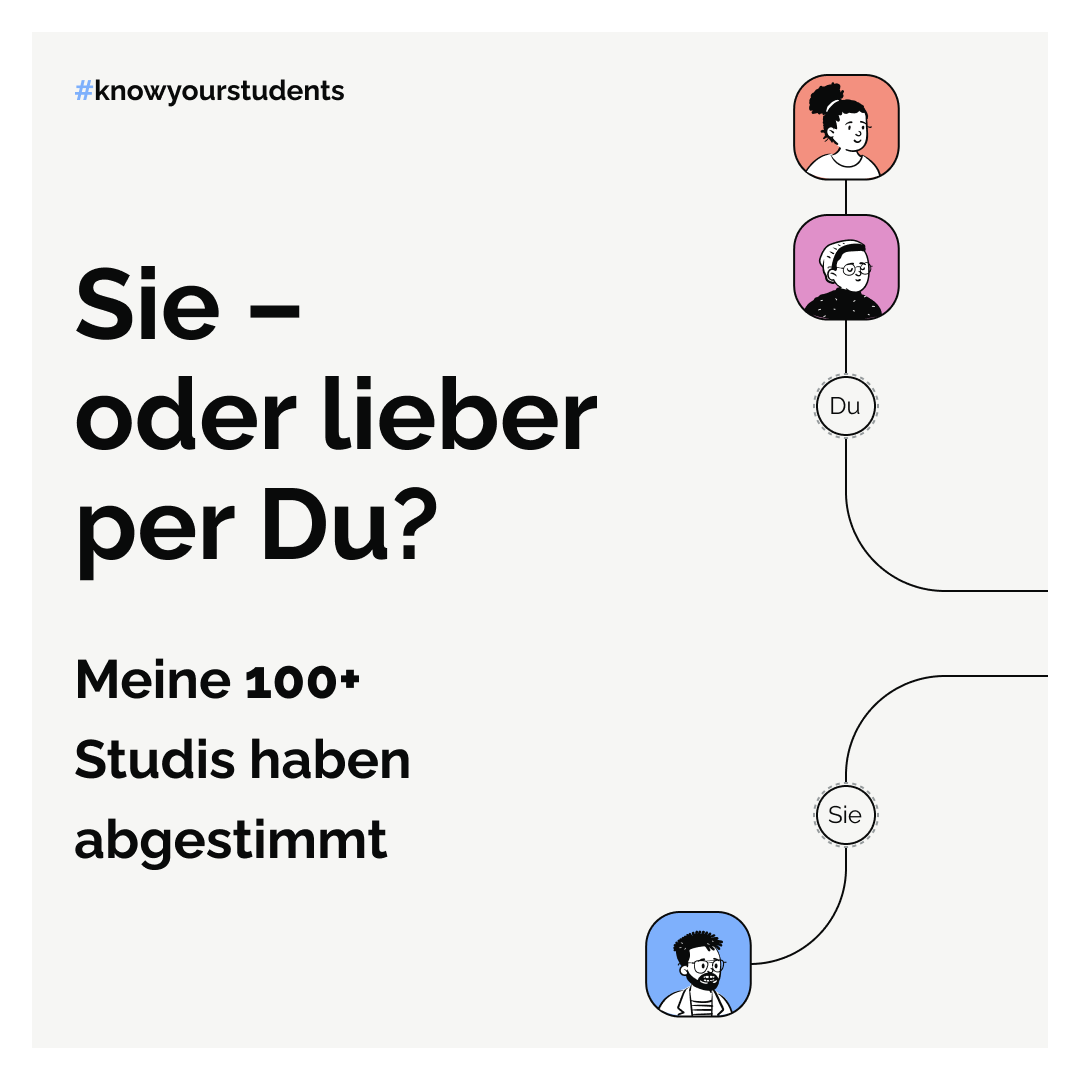 #knowyourstudents
Sie –
oder lieber
per Du?
Meine 100+
Studis haben
abgestimmt
Du
Sie